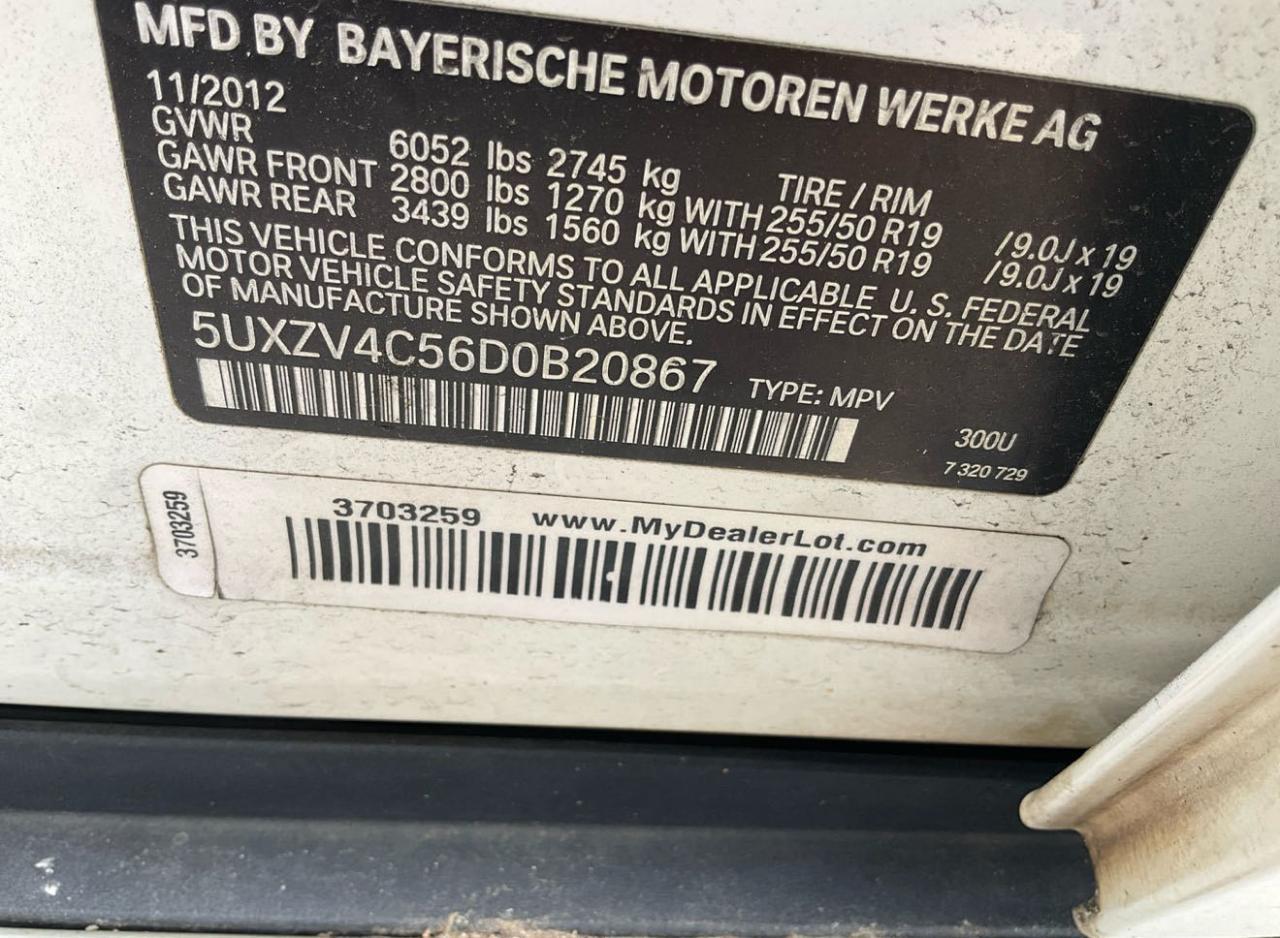 MFD BY BAYERISCHE MOTOREN WERKE AG
11/2012
GVWR 6052 lbs 2745 kg TIRE / RIM
GAWR FRONT 2800 lbs 1270 kg WITH 255/50 R19 /9.0J x 19
GAWR REAR 3439 lbs 1560 kg WITH 255/50 R19 /9.0J x 19
THIS VEHICLE CONFORMS TO ALL APPLICABLE U. S. FEDERAL
MOTOR VEHICLE SAFETY STANDARDS IN EFFECT ON THE DATE
OF MANUFACTURE SHOWN ABOVE.
5UXZV4C56D0B20867 TYPE: MPV
300U
7 320 729
3703259
3703259 www.MyDealerLot.com